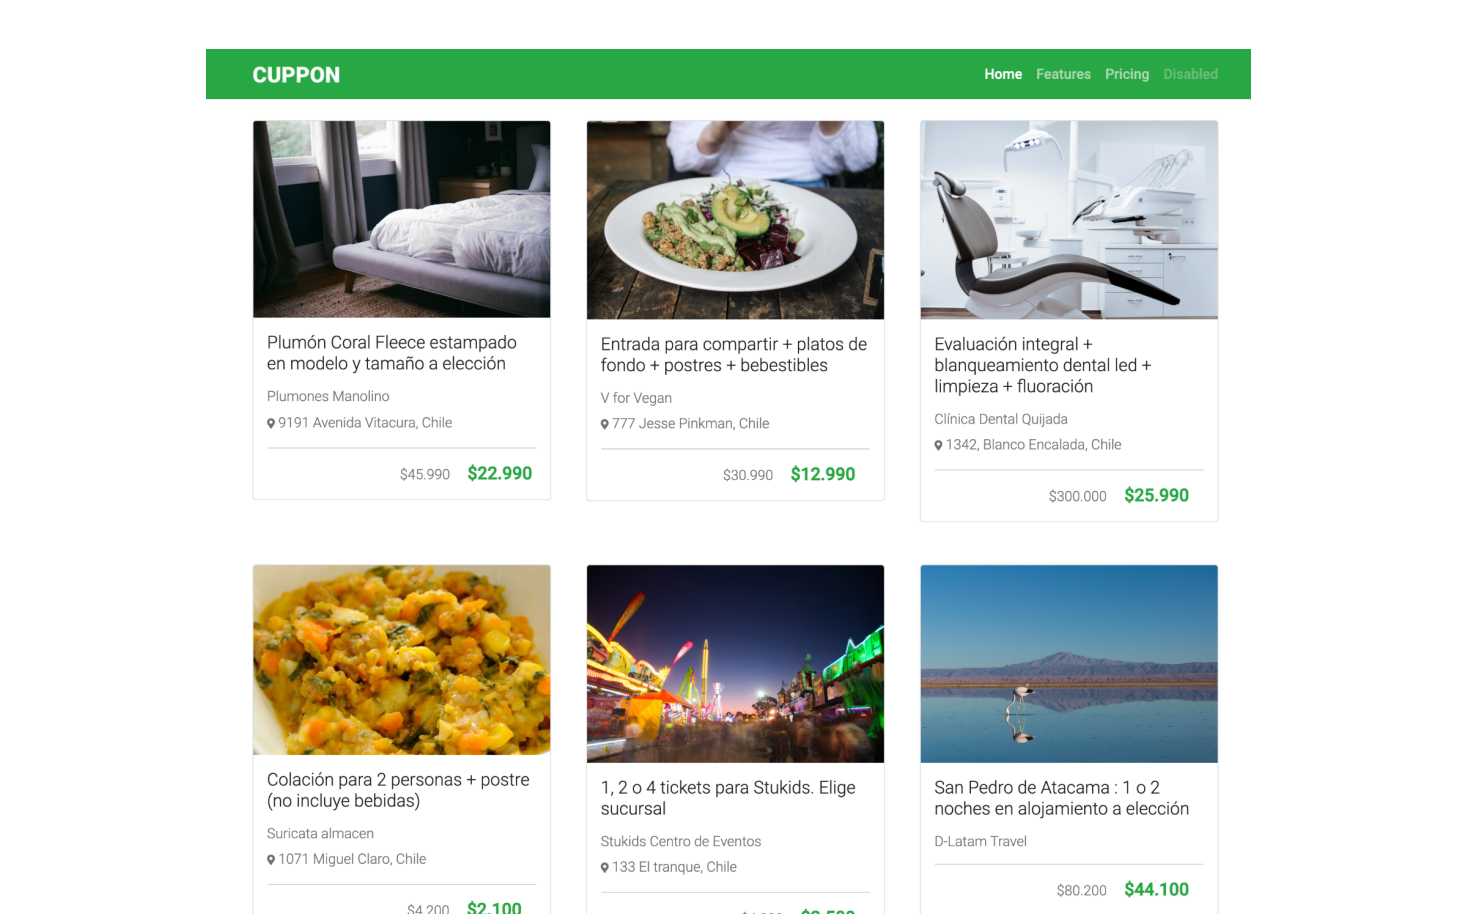 CUPPON
Home Features Pricing Disabled
Plumón Coral Fleece estampado
en modelo y tamaño a elección
Plumones Manolino
9191 Avenida Vitacura, Chile
$45.990 $22.990
Entrada para compartir + platos de
fondo + postres + bebestibles
V for Vegan
777 Jesse Pinkman, Chile
$30.990 $12.990
Evaluación integral +
blanqueamiento dental led +
limpieza + fluoración
Clínica Dental Quijada
1342, Blanco Encalada, Chile
$300.000 $25.990
Colación para 2 personas + postre
(no incluye bebidas)
Suricata almacen
1071 Miguel Claro, Chile
$4.200 $2.100
1, 2 o 4 tickets para Stukids. Elige
sucursal
Stukids Centro de Eventos
133 El tranque, Chile
San Pedro de Atacama : 1 o 2
noches en alojamiento a elección
D-Latam Travel
$80.200 $44.100